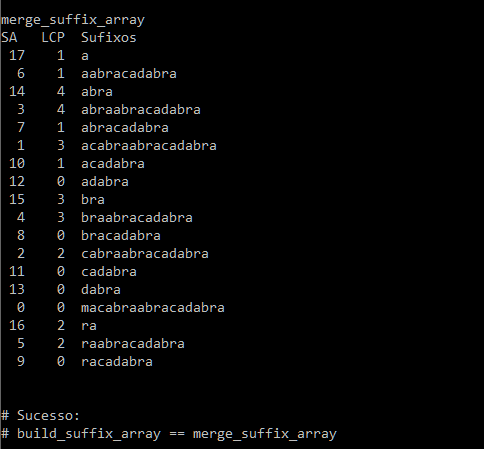 merge_suffix_array
SA LCP Sufixos
17 1 a
6 1 aabracadabra
14 4 abra
3 4 abraabracadabra
7 1 abracadabra
1 3 acabraabracadabra
10 1 acadabra
12 0 adabra
15 3 bra
4 3 braabracadabra
8 0 bracadabra
2 2 cabraabracadabra
11 0 cadabra
13 0 dabra
0 0 macabraabracadabra
16 2 ra
5 2 raabracadabra
9 0 racadabra
# Sucesso:
# build_suffix_array == merge_suffix_array